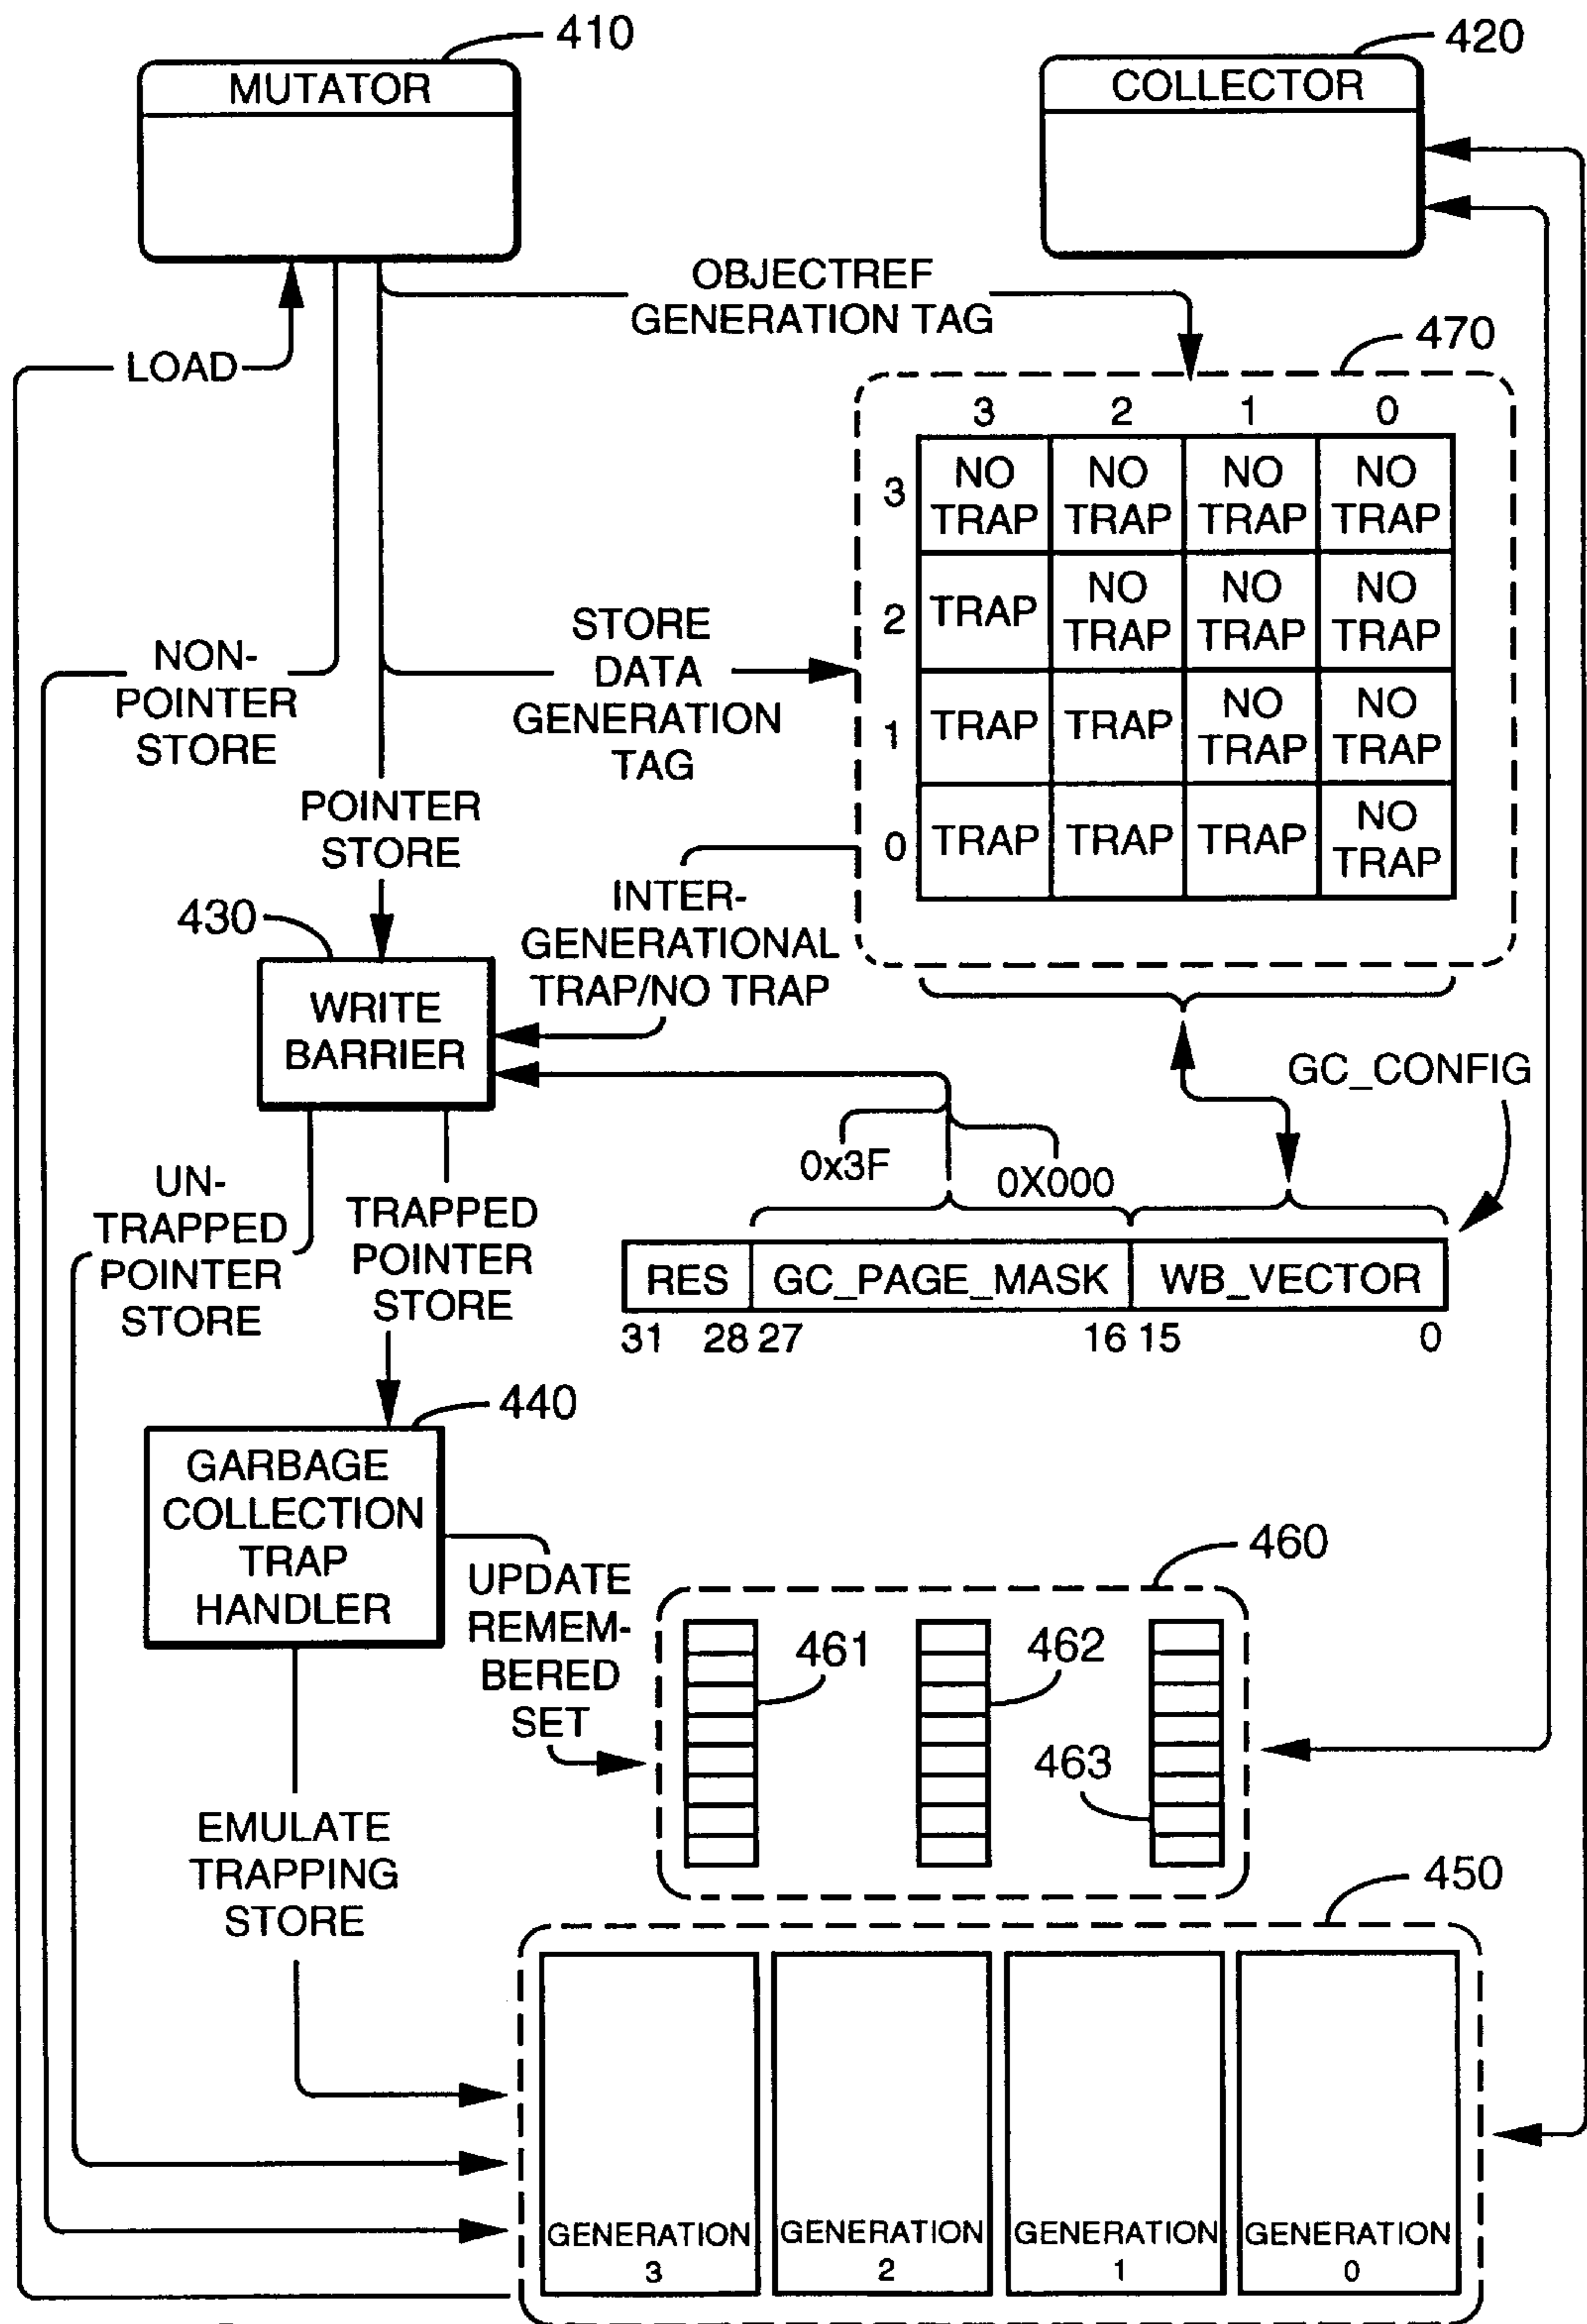 410
420
MUTATOR
COLLECTOR
OBJECTREF
GENERATION TAG
LOAD
470
3 2 1 0
3 NO TRAP NO TRAP NO TRAP NO TRAP
2 TRAP NO TRAP NO TRAP NO TRAP
1 TRAP TRAP NO TRAP NO TRAP
0 TRAP TRAP TRAP NO TRAP
NON-
POINTER
STORE
STORE
DATA
GENERATION
TAG
POINTER
STORE
INTER-
GENERATIONAL
TRAP/NO TRAP
430
WRITE
BARRIER
GC_CONFIG
0x3F
0X000
UN-
TRAPPED
POINTER
STORE
TRAPPED
POINTER
STORE
RES GC_PAGE_MASK WB_VECTOR
31 28 27 16 15 0
440
GARBAGE
COLLECTION
TRAP
HANDLER
UPDATE
REMEM-
BERED
SET
460
461
462
463
EMULATE
TRAPPING
STORE
450
GENERATION
3
GENERATION
2
GENERATION
1
GENERATION
0